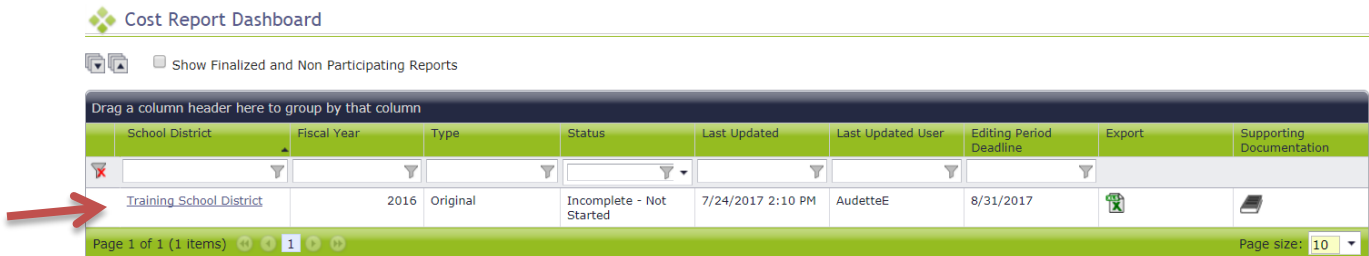 Cost Report Dashboard
Show Finalized and Non Participating Reports
Drag a column header here to group by that column
School District Fiscal Year Type Status Last Updated Last Updated User Editing Period Deadline Export Supporting Documentation
Training School District 2016 Original Incomplete - Not Started 7/24/2017 2:10 PM AudetteE 8/31/2017
Page 1 of 1 (1 items) 1 Page size: 10